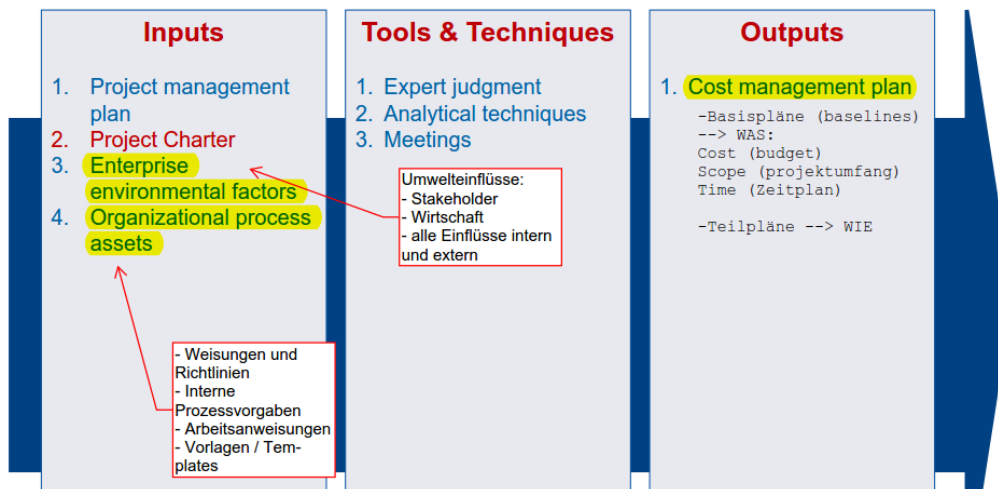 Inputs
1. Project management
plan
2. Project Charter
3. Enterprise
environmental factors
4. Organizational process
assets
- Weisungen und
Richtlinien
- Interne
Prozessvorgaben
- Arbeitsanweisungen
- Vorlagen / Tem-
plates
Tools & Techniques
1. Expert judgment
2. Analytical techniques
3. Meetings
Umwelteinflüsse:
- Stakeholder
- Wirtschaft
- alle Einflüsse intern
und extern
Outputs
1. Cost management plan
-Basispläne (baselines)
--> WAS:
Cost (budget)
Scope (projektumfang)
Time (Zeitplan)
-Teilpläne --> WIE